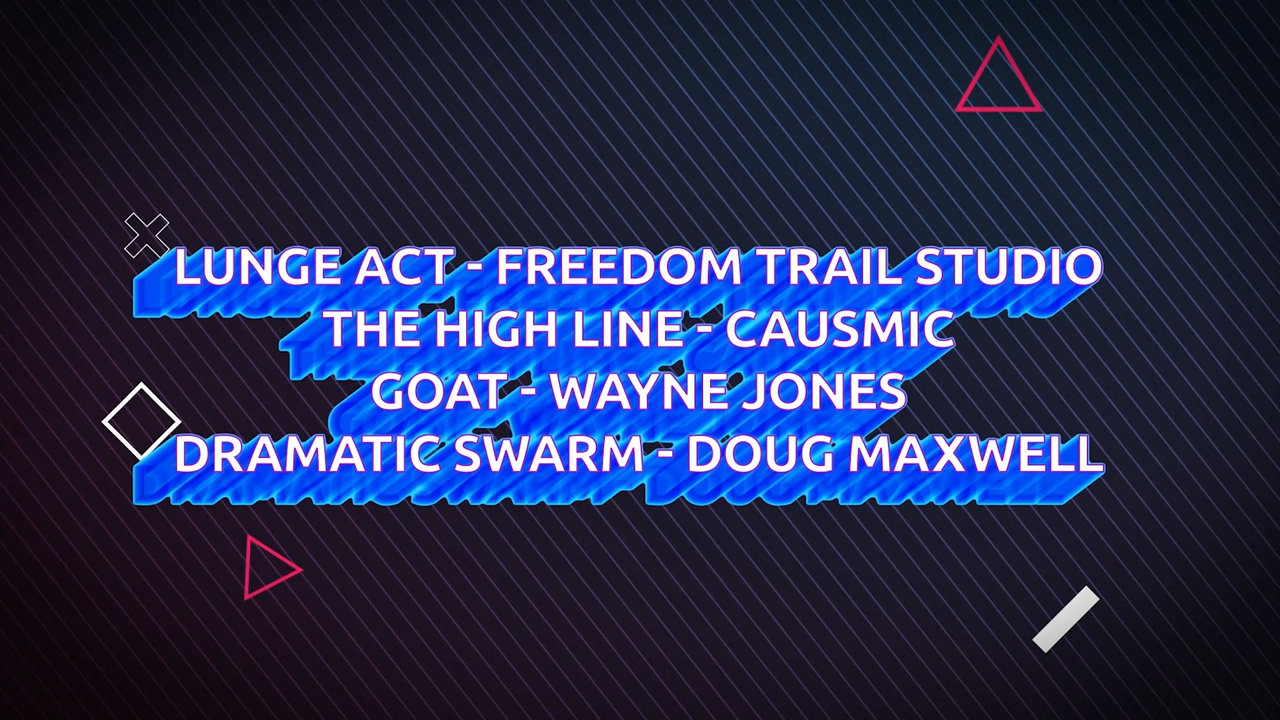 LUNGE ACT - FREEDOM TRAIL STUDIO
THE HIGH LINE - CAUSMIC
GOAT - WAYNE JONES
DRAMATIC SWARM - DOUG MAXWELL